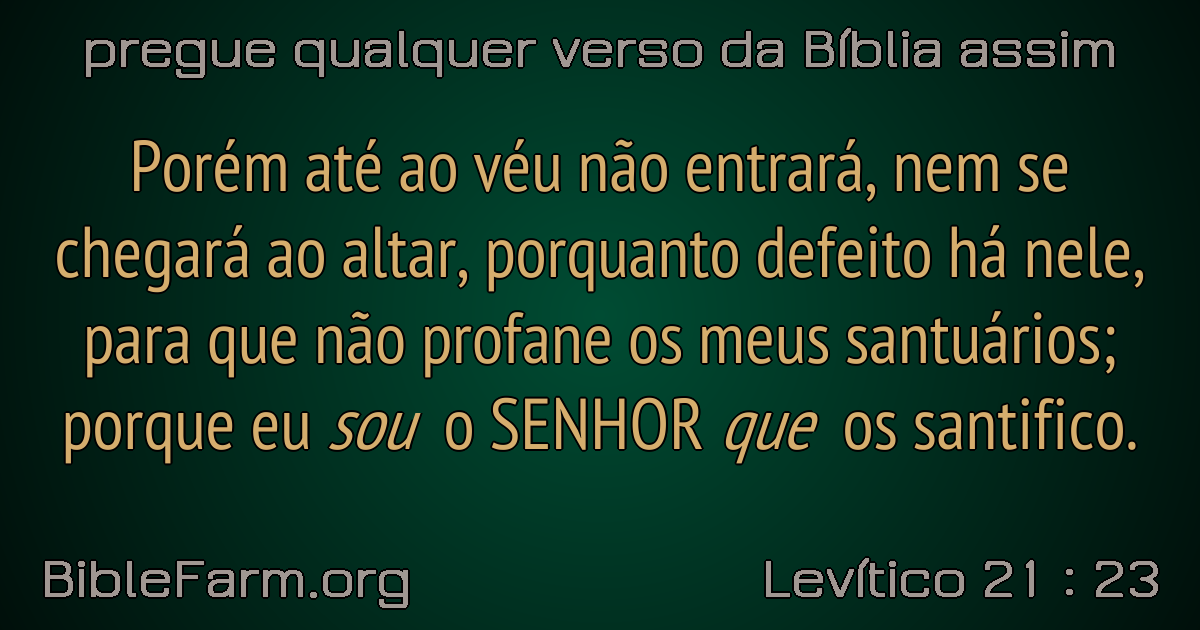 pregue qualquer verso da Bíblia assim
Porém até ao véu não entrará, nem se
chegará ao altar, porquanto defeito há nele,
para que não profane os meus santuários;
porque eu sou o SENHOR que os santifico.
BibleFarm.org
Levítico 21 : 23